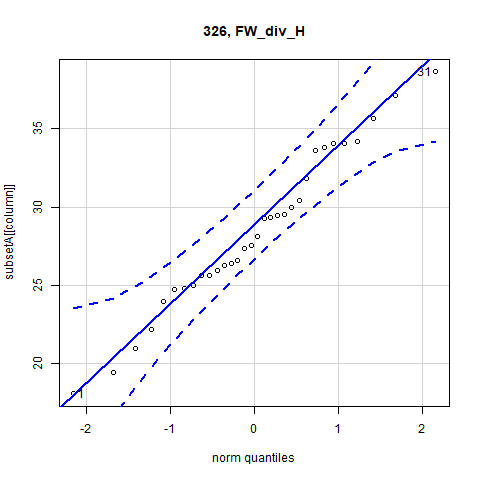 326, FW_div_H
31
35
30
25
20
1
subsetA[[column]]
-2 -1 0 1 2
norm quantiles